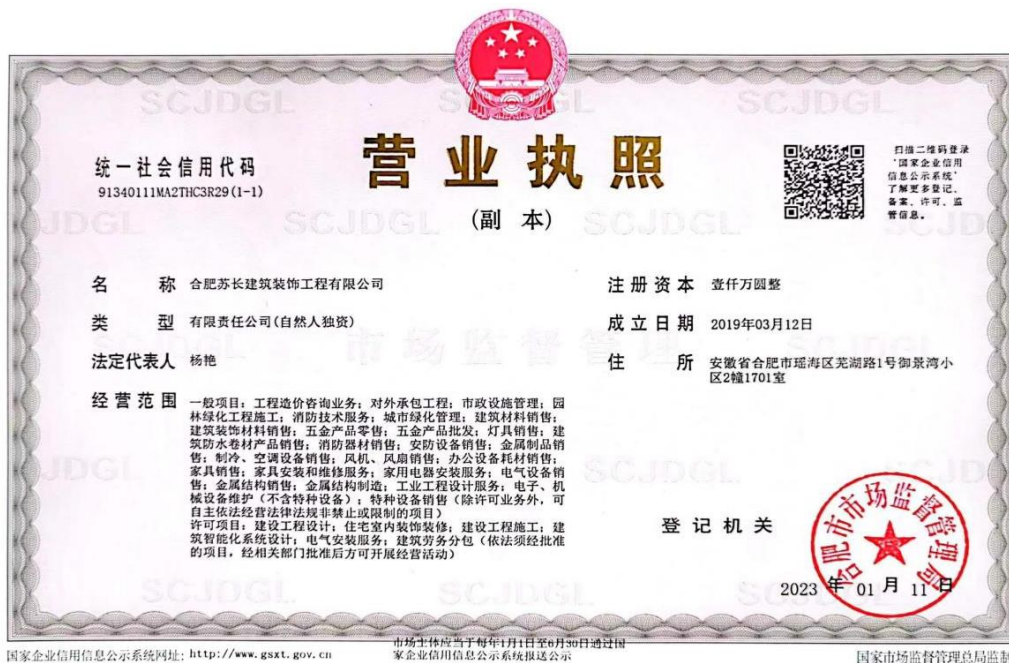 营业执照
(副 本)
统一社会信用代码
91340111MA2THC3R29(1-1)
扫描二维码登录
‘国家企业信用
信息公示系统’
了解更多登记、
备案、许可、监
管信息。
名 称 合肥苏长建筑装饰工程有限公司
类 型 有限责任公司(自然人独资)
法定代表人 杨艳
经营范围 一般项目:工程造价咨询业务;对外承包工程;市政设施管理;园
林绿化工程施工;消防技术服务;城市绿化管理;建筑材料销售;
建筑装饰材料销售;五金产品零售;五金产品批发;灯具销售;建
筑防水卷材产品销售;消防器材销售;安防设备销售;金属制品销
售;制冷、空调设备销售;风机、风扇销售;办公设备耗材销售;
家具销售;家具安装和维修服务;家用电器安装服务;电气设备销
售;金属结构销售;金属结构制造;工业工程设计服务;电子、机
械设备维护(不含特种设备);特种设备销售(除许可业务外,可
自主依法经营法律法规非禁止或限制的项目)
许可项目:建设工程设计;住宅室内装饰装修;建设工程施工;建
筑智能化系统设计;电气安装服务;建筑劳务分包(依法须经批准
的项目,经相关部门批准后方可开展经营活动)
注册资本 壹仟万圆整
成立日期 2019年03月12日
住 所 安徽省合肥市瑶海区芜湖路1号御景湾小
区2幢1701室
登记机关
合肥市市场监督管理局
2023 年 01 月 11 日
国家企业信用信息公示系统网址:http://www.gsxt.gov.cn
市场主体应当于每年1月1日至6月30日通过国
家企业信用信息公示系统报送公示
国家市场监督管理总局监制
SCJDGL
市场监督管理